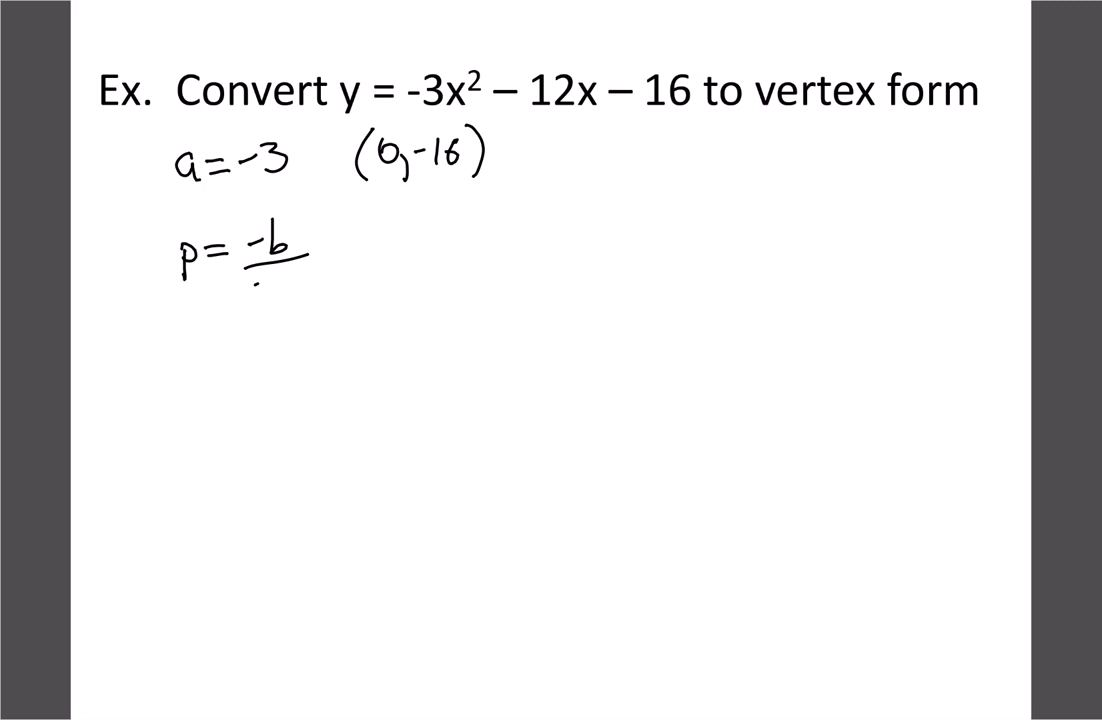 Ex. Convert y = -3x² – 12x – 16 to vertex form
a = -3 (0, -16)
p = -b